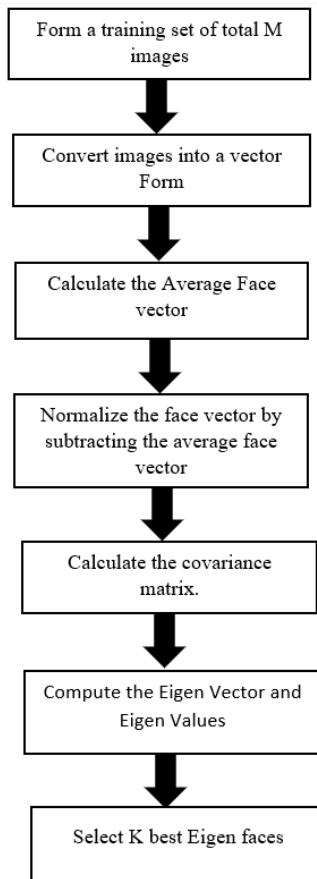 Form a training set of total M
images
Convert images into a vector
Form
Calculate the Average Face
vector
Normalize the face vector by
subtracting the average face
vector
Calculate the covariance
matrix.
Compute the Eigen Vector and
Eigen Values
Select K best Eigen faces